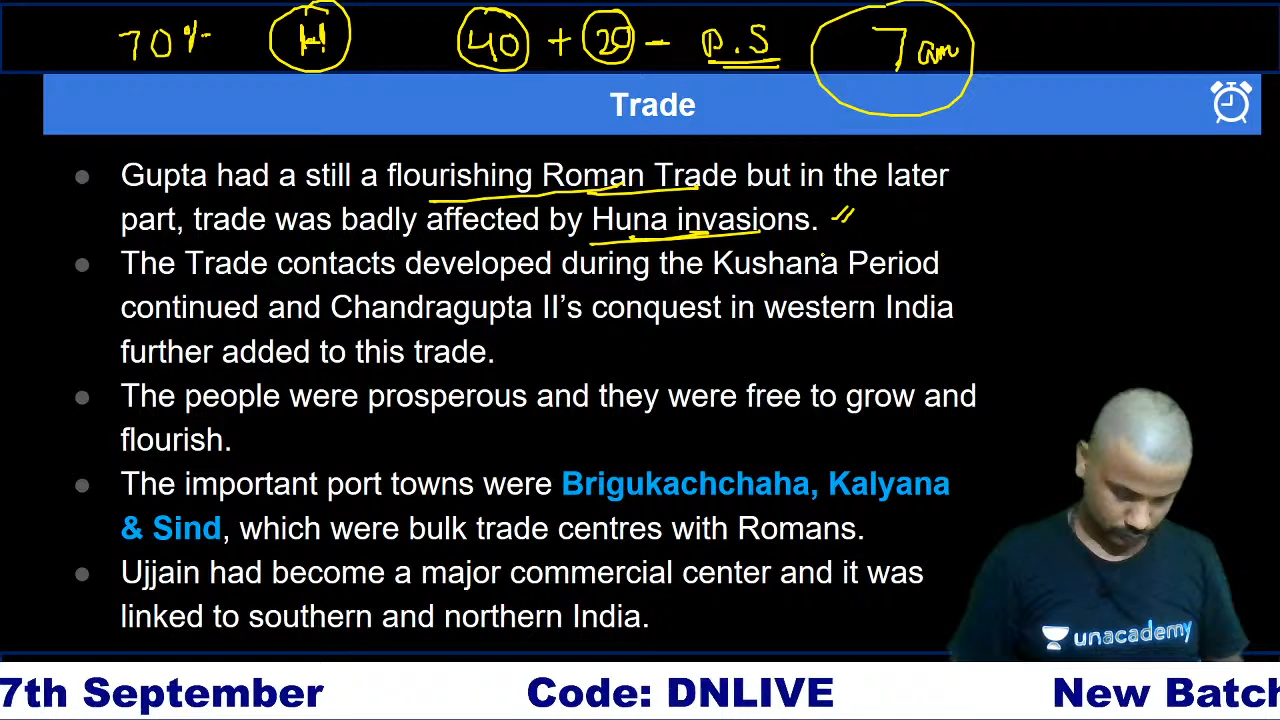 70% H 40 + 20 - P.S 7 am
Trade
Gupta had a still a flourishing Roman Trade but in the later
part, trade was badly affected by Huna invasions.
The Trade contacts developed during the Kushana Period
continued and Chandragupta II's conquest in western India
further added to this trade.
The people were prosperous and they were free to grow and
flourish.
The important port towns were Brigukachchaha, Kalyana
& Sind, which were bulk trade centres with Romans.
Ujjain had become a major commercial center and it was
linked to southern and northern India.
unacademy
7th September Code: DNLIVE New Batch